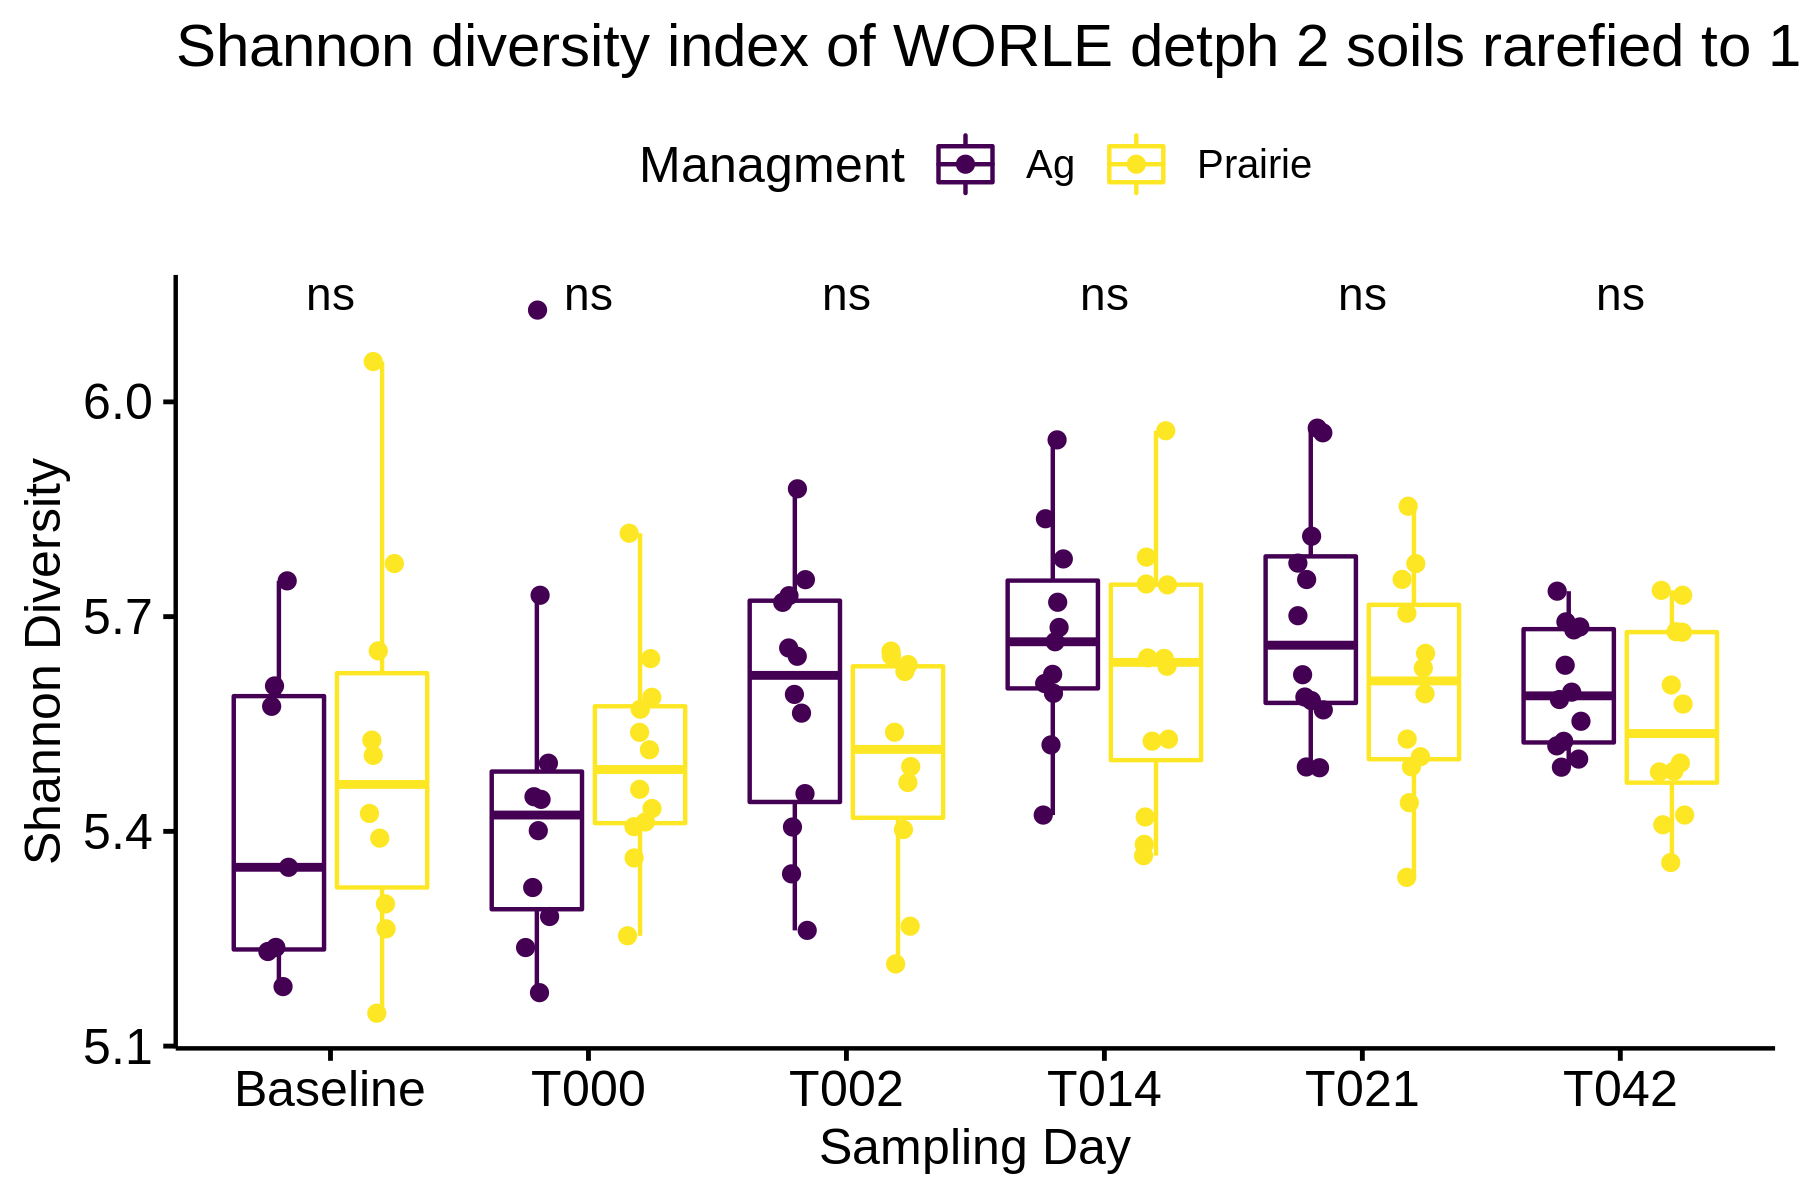 Shannon diversity index of WORLE detph 2 soils rarefied to 1
Managment Ag Prairie
ns ns ns ns ns ns
6.0
5.7
5.4
5.1
Shannon Diversity
Baseline T000 T002 T014 T021 T042
Sampling Day